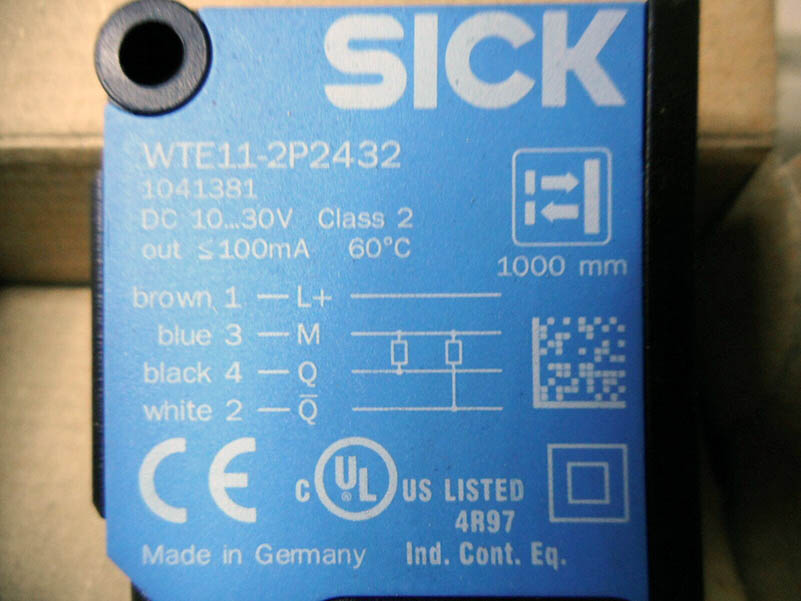 SICK
WTE11-2P2432
1041381
DC 10...30V Class 2
out ≤100mA 60°C
1000 mm
brown 1 — L+
blue 3 — M
black 4 — Q
white 2 — Q̅
CE
C UL ® US LISTED
4R97
Made in Germany Ind. Cont. Eq.